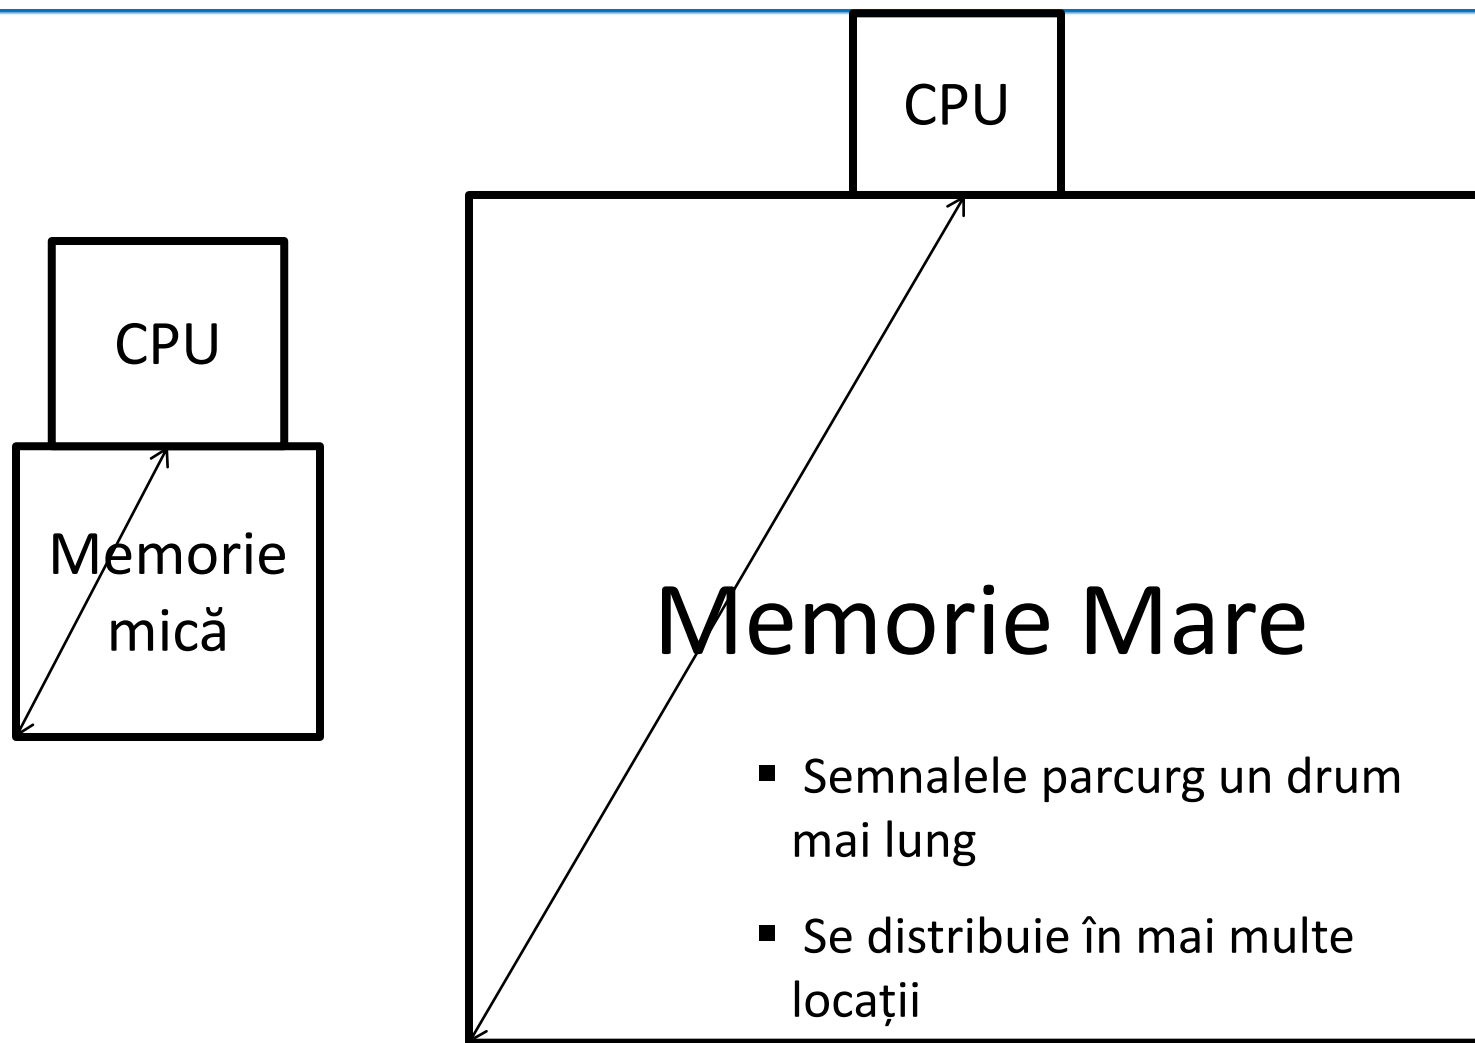 CPU
CPU
Memorie
mică
Memorie Mare
▪ Semnalele parcurg un drum
mai lung
▪ Se distribuie în mai multe
locații